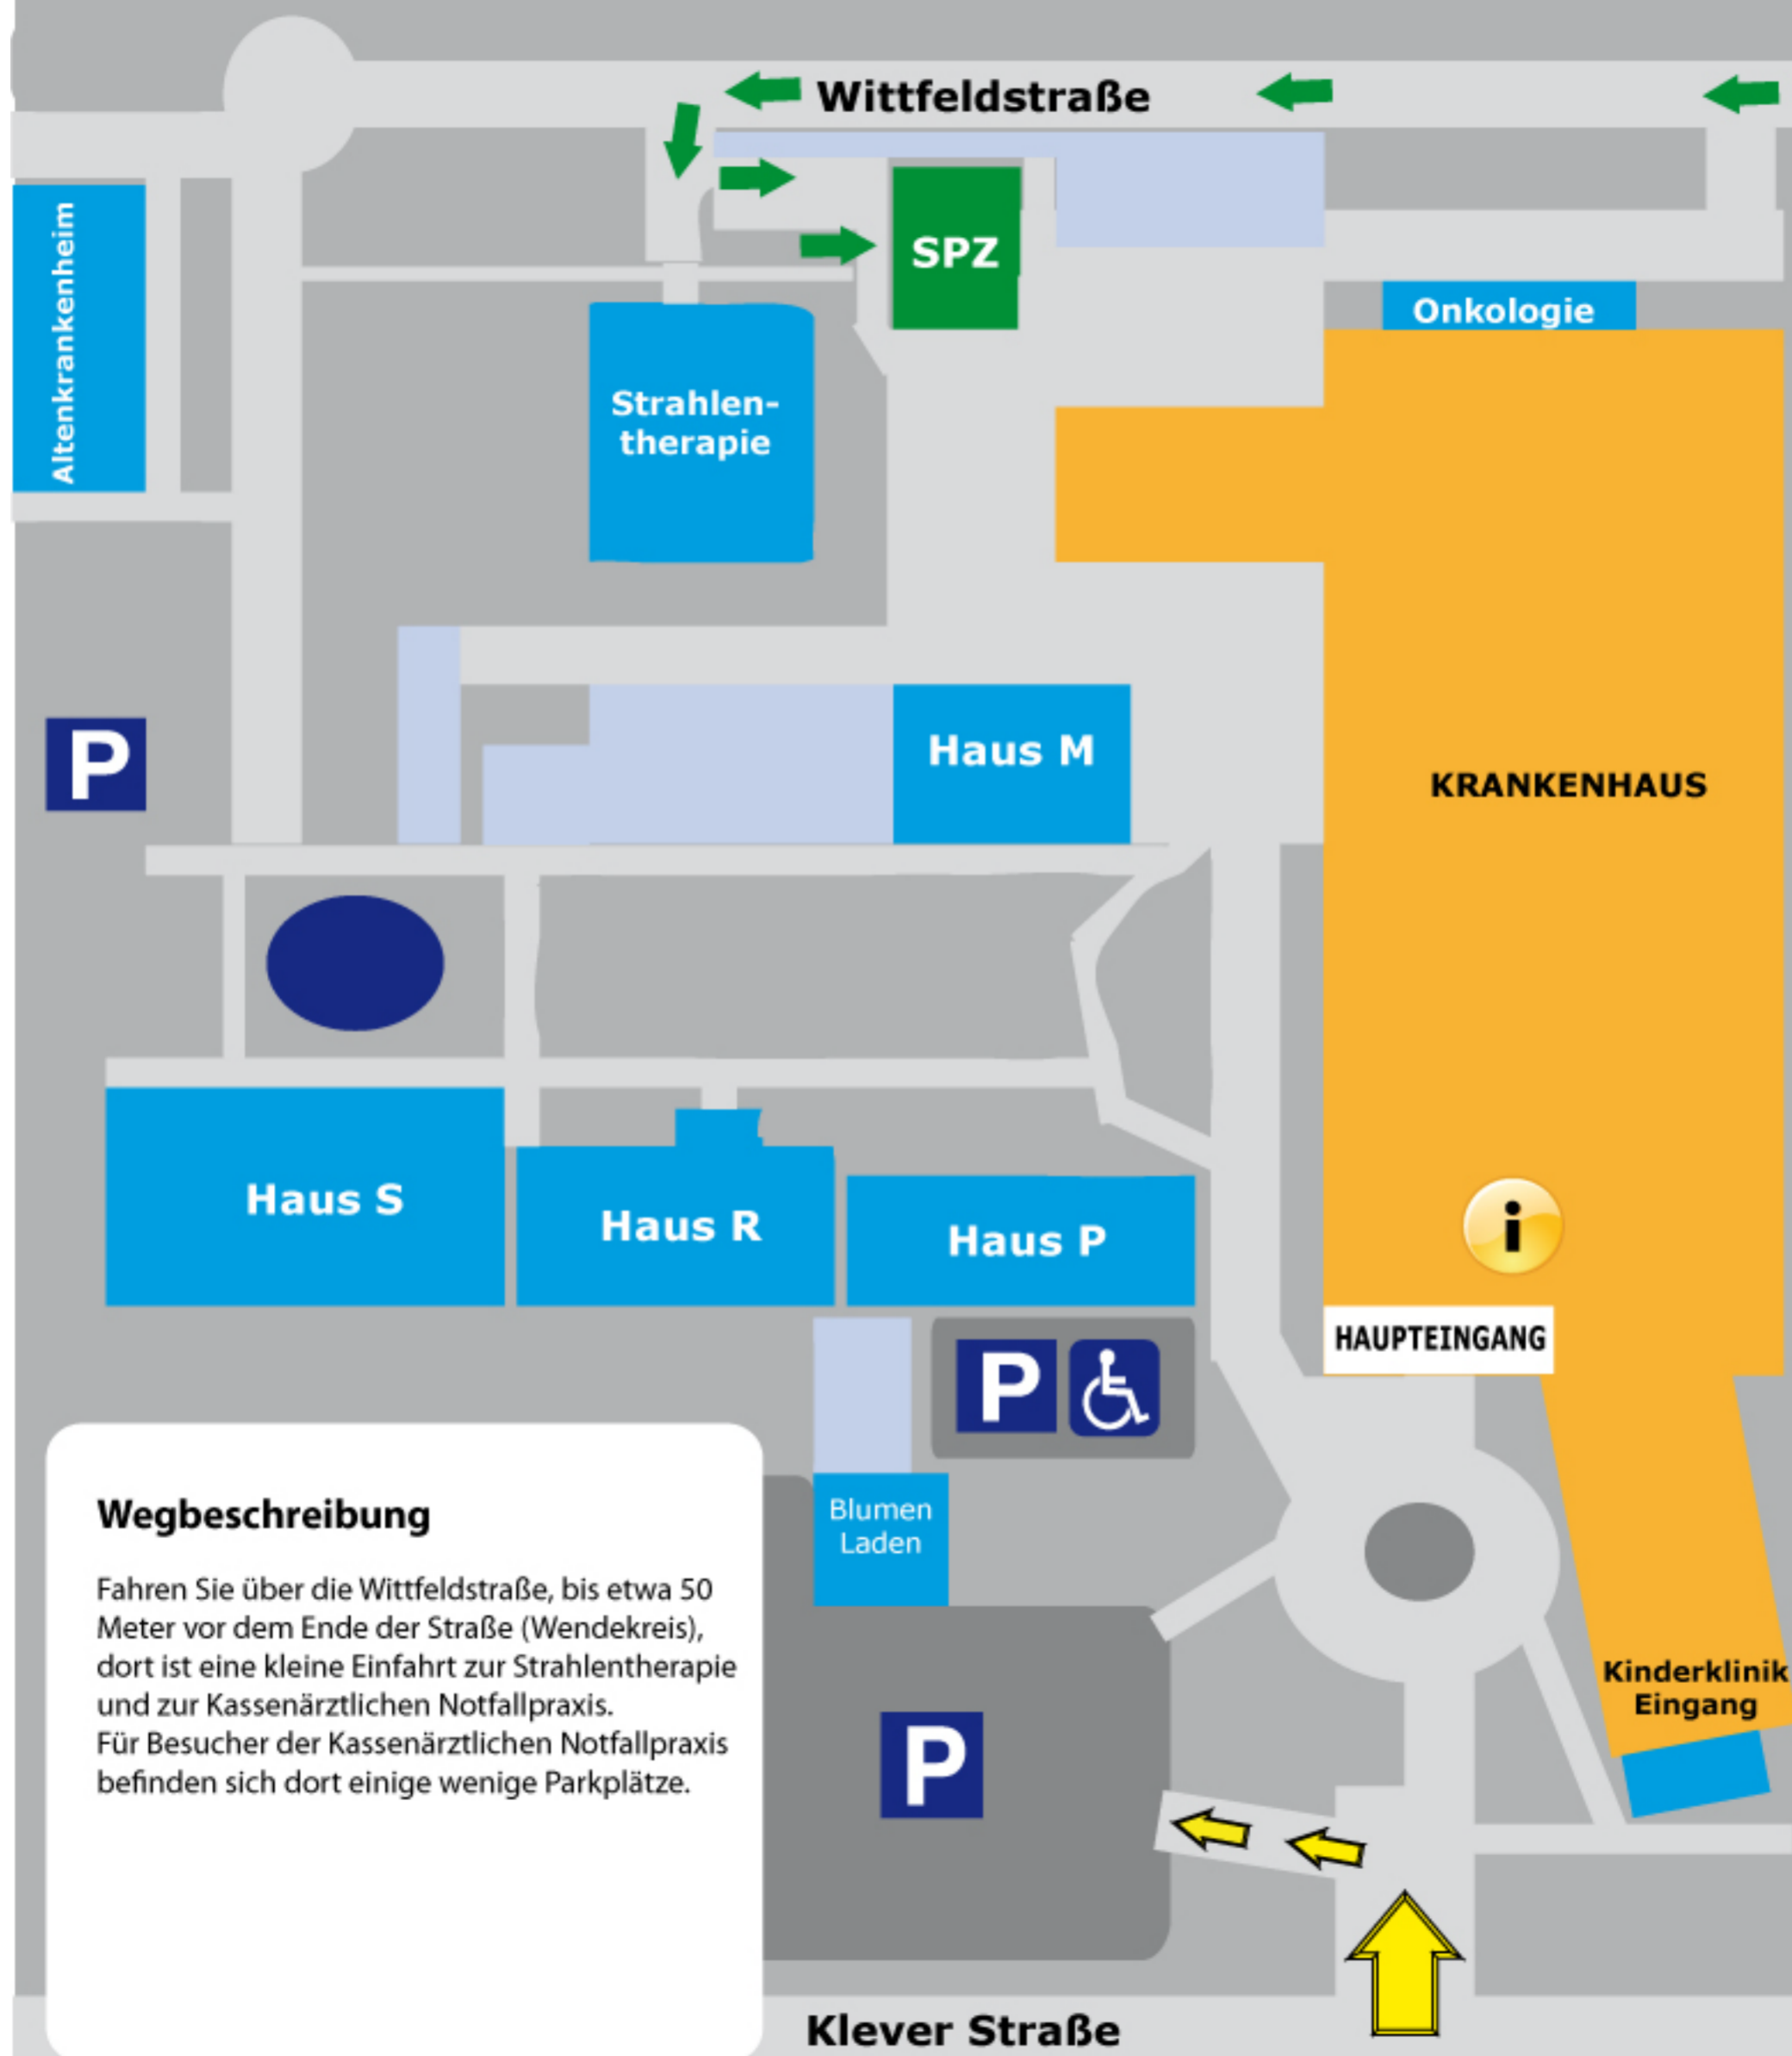 Wittfeldstraße
SPZ
Altenkrankenheim
Onkologie
Strahlen-
therapie
P
Haus M
KRANKENHAUS
Haus S
Haus R
Haus P
i
HAUPTEINGANG
P
Blumen
Laden
Wegbeschreibung
Fahren Sie über die Wittfeldstraße, bis etwa 50
Meter vor dem Ende der Straße (Wendekreis),
dort ist eine kleine Einfahrt zur Strahlentherapie
und zur Kassenärztlichen Notfallpraxis.
Für Besucher der Kassenärztlichen Notfallpraxis
befinden sich dort einige wenige Parkplätze.
Kinderklinik
Eingang
P
Klever Straße